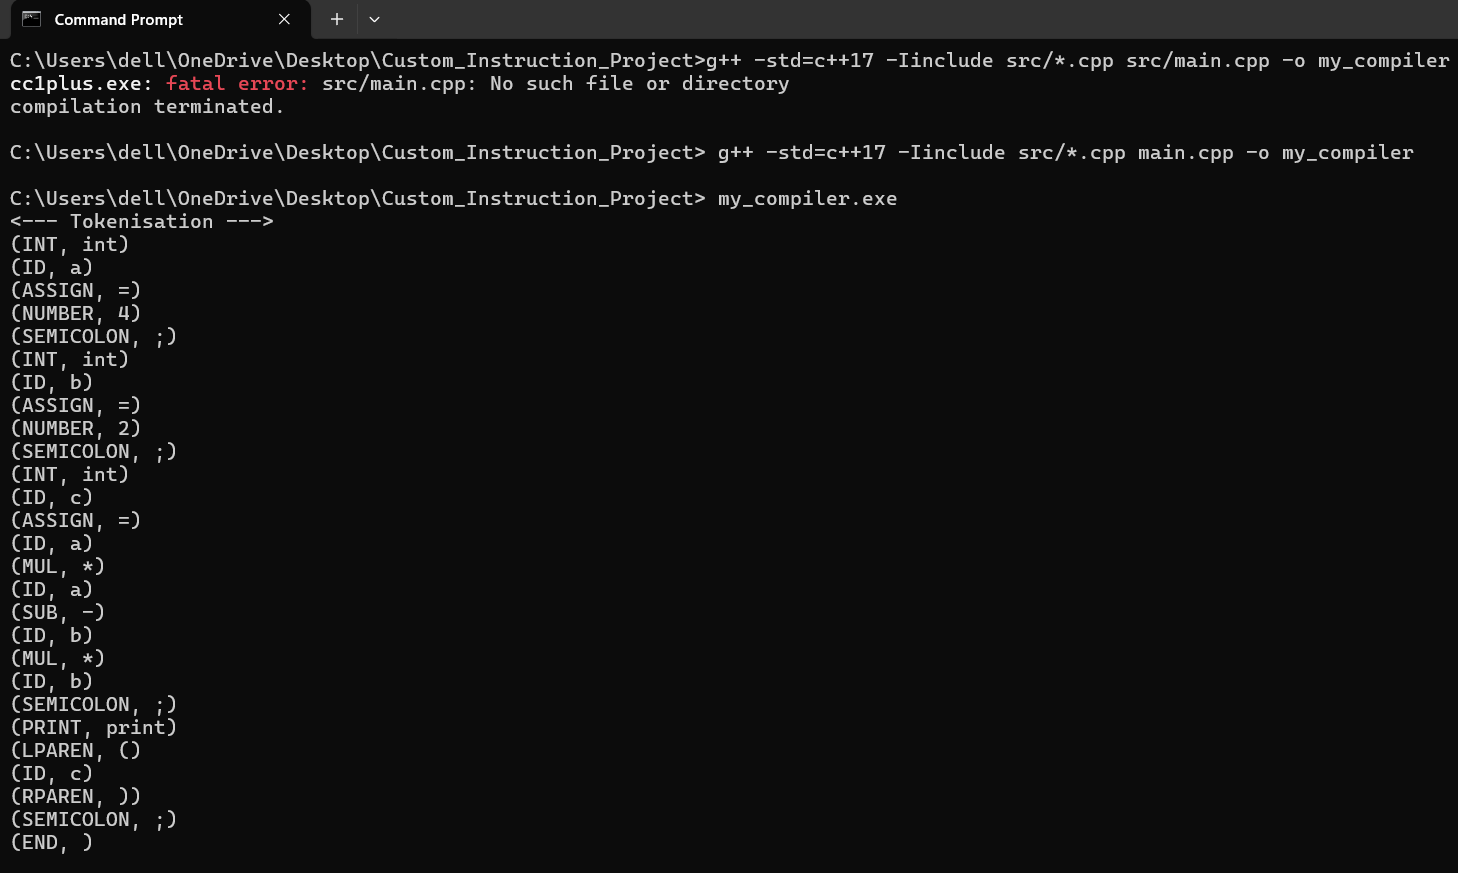 Command Prompt
C:\Users\dell\OneDrive\Desktop\Custom_Instruction_Project>g++ -std=c++17 -Iinclude src/*.cpp src/main.cpp -o my_compiler
cc1plus.exe: fatal error: src/main.cpp: No such file or directory
compilation terminated.
C:\Users\dell\OneDrive\Desktop\Custom_Instruction_Project> g++ -std=c++17 -Iinclude src/*.cpp main.cpp -o my_compiler
C:\Users\dell\OneDrive\Desktop\Custom_Instruction_Project> my_compiler.exe
<--- Tokenisation --->
(INT, int)
(ID, a)
(ASSIGN, =)
(NUMBER, 4)
(SEMICOLON, ;)
(INT, int)
(ID, b)
(ASSIGN, =)
(NUMBER, 2)
(SEMICOLON, ;)
(INT, int)
(ID, c)
(ASSIGN, =)
(ID, a)
(MUL, *)
(ID, a)
(SUB, -)
(ID, b)
(MUL, *)
(ID, b)
(SEMICOLON, ;)
(PRINT, print)
(LPAREN, ()
(ID, c)
(RPAREN, ))
(SEMICOLON, ;)
(END, )